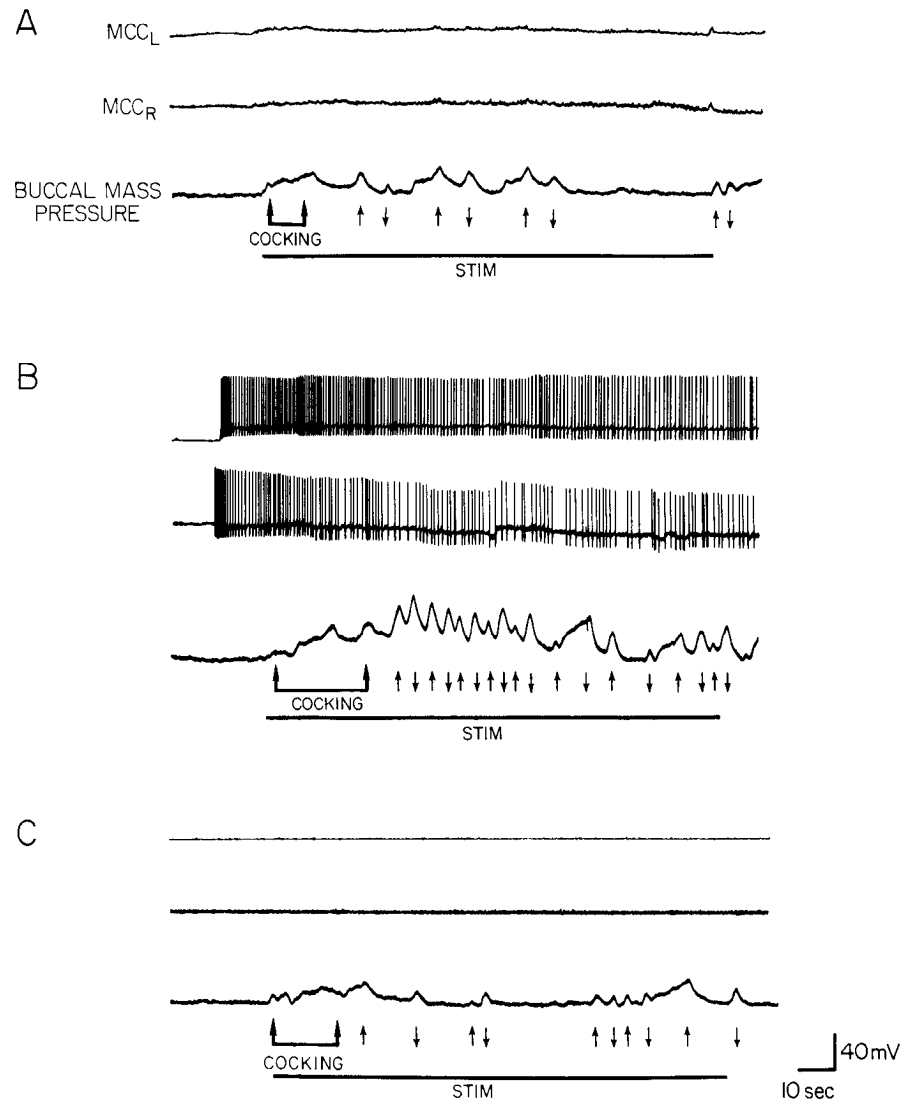 A
MCCL
MCCR
BUCCAL MASS
PRESSURE
COCKING
STIM
B
COCKING
STIM
C
COCKING
STIM
40mV
10 sec